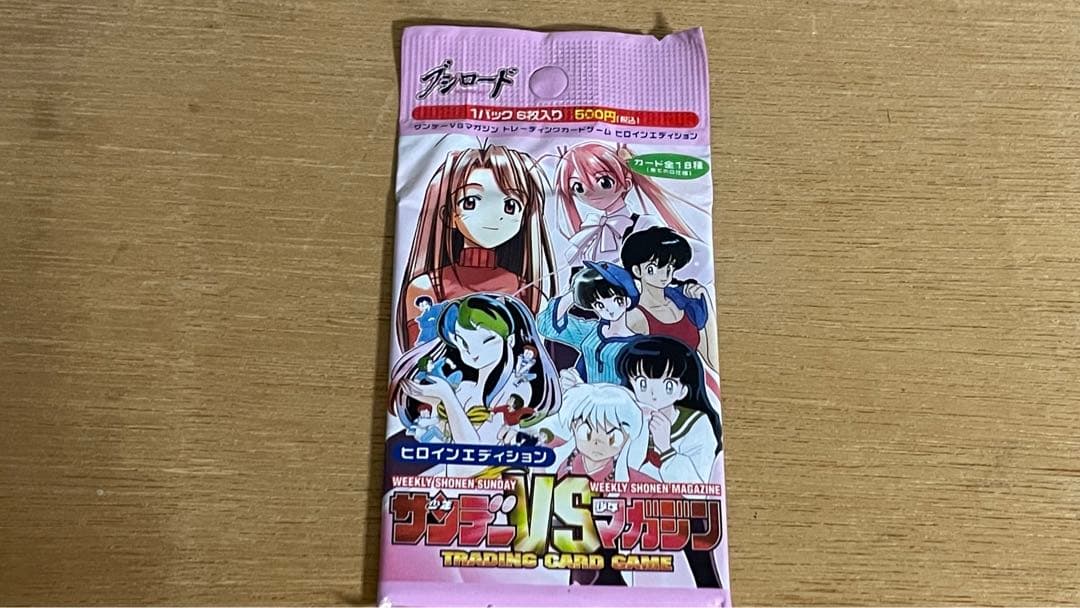 ブシロード
1パック 6枚入り 500円(税込)
サンデーVSマガジン トレーディングカードゲーム ヒロインエディション
カード全18種
ヒロインエディション
WEEKLY SHONEN SUNDAY
WEEKLY SHONEN MAGAZINE
少年サンデーVS少年マガジン
TRADING CARD GAME